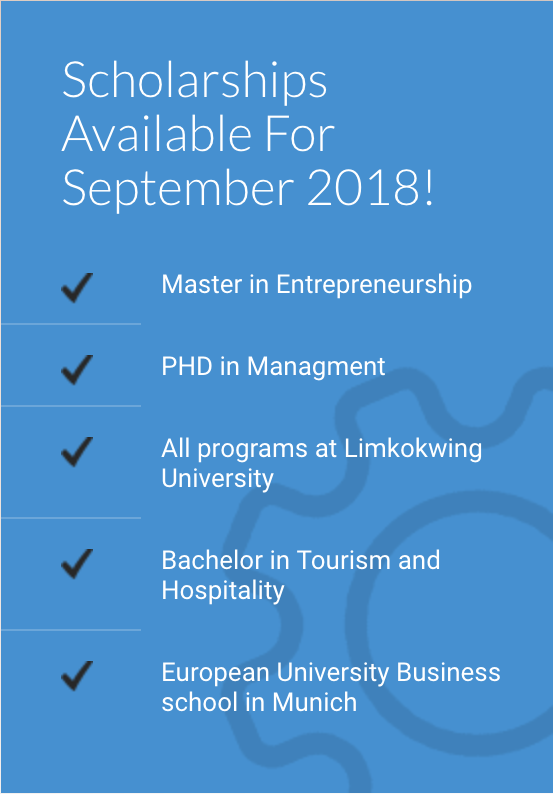 Scholarships
Available For
September 2018!
Master in Entrepreneurship
PHD in Managment
All programs at Limkokwing
University
Bachelor in Tourism and
Hospitality
European University Business
school in Munich